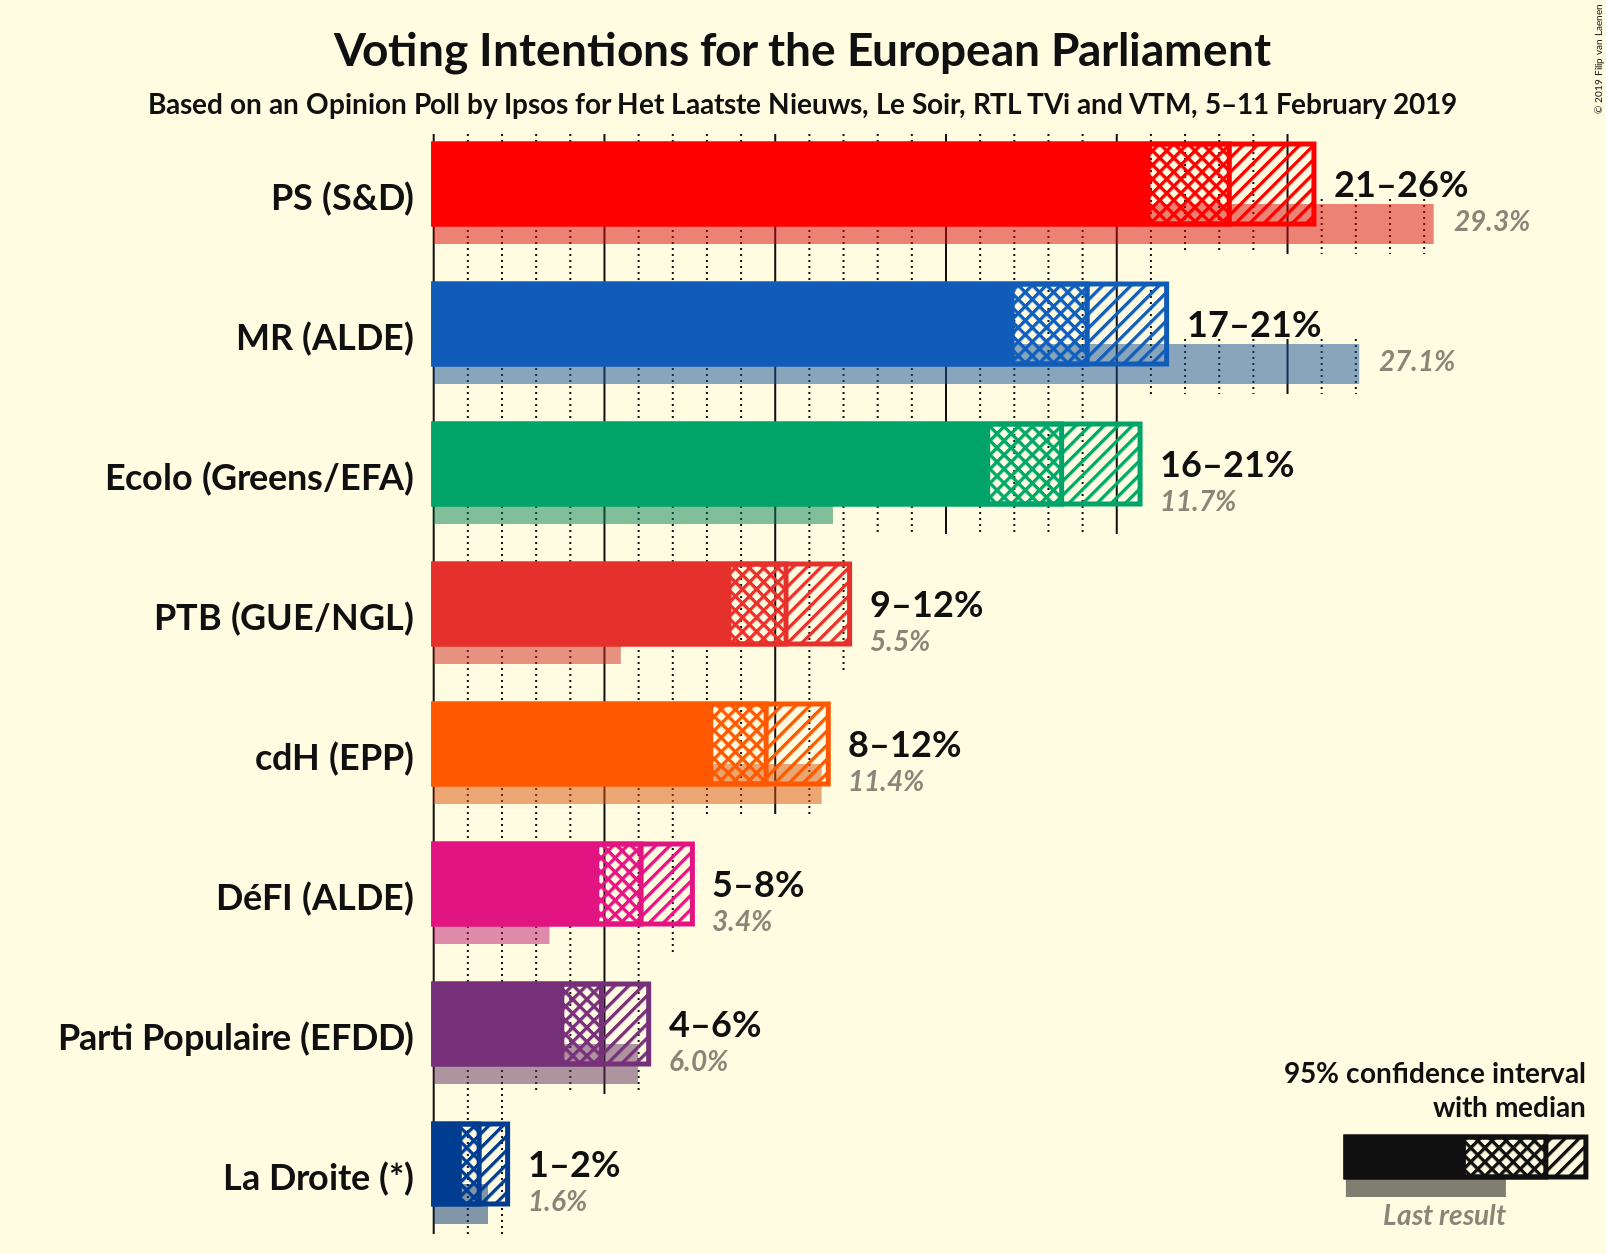 Voting Intentions for the European Parliament
Based on an Opinion Poll by Ipsos for Het Laatste Nieuws, Le Soir, RTL TVi and VTM, 5–11 February 2019
© 2019 Filip van Laenen
PS (S&D)
21–26%
29.3%
MR (ALDE)
17–21%
27.1%
Ecolo (Greens/EFA)
16–21%
11.7%
PTB (GUE/NGL)
9–12%
5.5%
cdH (EPP)
8–12%
11.4%
DéFI (ALDE)
5–8%
3.4%
Parti Populaire (EFDD)
4–6%
6.0%
La Droite (*)
1–2%
1.6%
95% confidence interval
with median
Last result